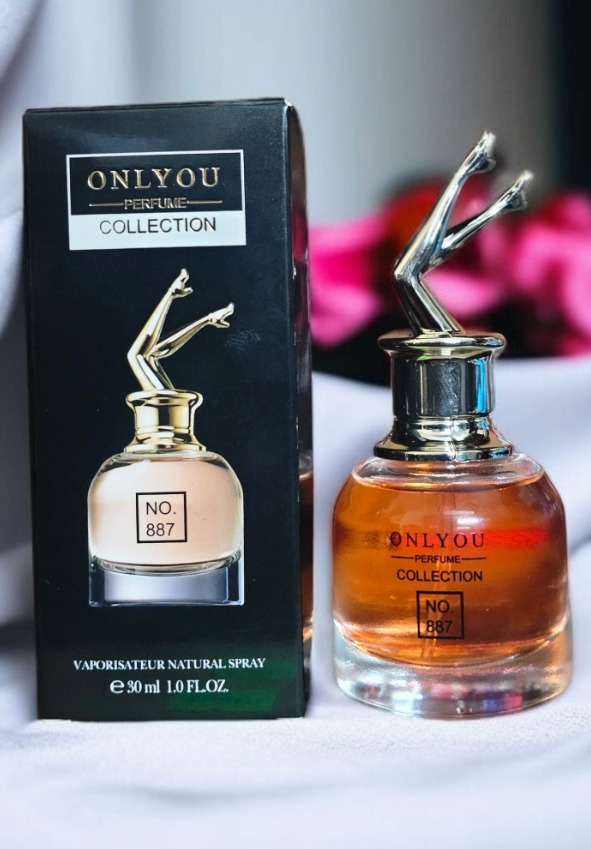 ONLYOU
PERFUME
COLLECTION
NO.
887
VAPORISATEUR NATURAL SPRAY
℮ 30 ml 1.0 FL.OZ.
ONLYOU
PERFUME
COLLECTION
NO.
887